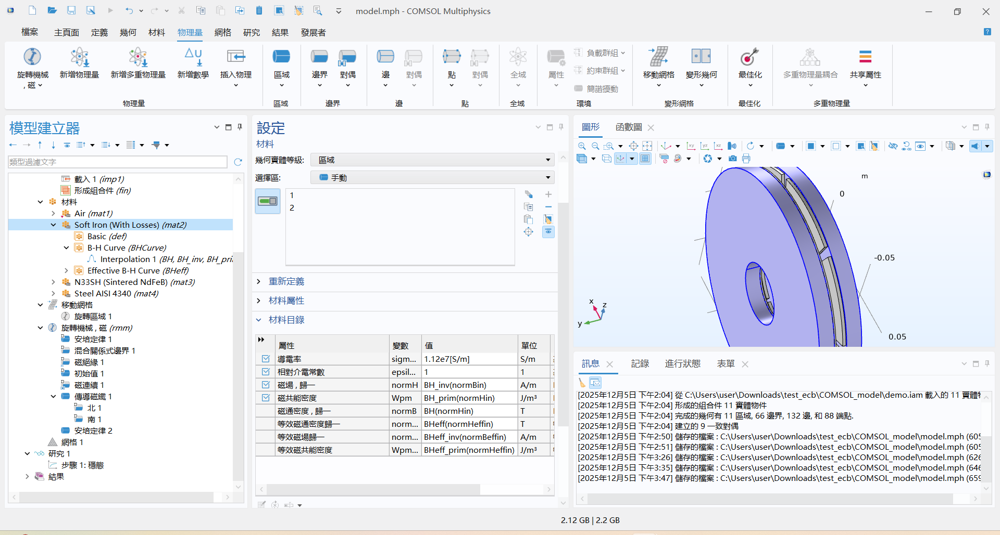 model.mph - COMSOL Multiphysics
檔案 主頁面 定義 幾何 材料 物理量 網格 研究 結果 發展者
旋轉機械 , 磁
新增物理量
新增多重物理量
新增數學
插入物理
物理量
區域
區域
邊界
對偶
邊界
邊
對偶
邊
點
對偶
點
全域
全域
屬性
負載群組
約束群組
簡諧擾動
環境
移動網格
變形幾何
變形網格
最佳化
最佳化
多重物理量耦合
共享屬性
多重物理量
模型建立器
類型過濾文字
載入 1 (imp1)
形成組合件 (fin)
材料
Air (mat1)
Soft Iron (With Losses) (mat2)
Basic (def)
B-H Curve (BHCurve)
Interpolation 1 (BH, BH_inv, BH_pri
Effective B-H Curve (BHeff)
N33SH (Sintered NdFeB) (mat3)
Steel AISI 4340 (mat4)
移動網格
旋轉區域 1
旋轉機械 , 磁 (rmm)
安培定律 1
混合關係式邊界 1
磁絕緣 1
初始值 1
磁連續 1
傳導磁鐵 1
北 1
南 1
安培定律 2
網格 1
研究 1
步驟 1: 穩態
結果
設定
材料
幾何實體等級: 區域
選擇區: 手動
1
2
重新定義
材料屬性
材料目錄
屬性 變數 值 單位
導電率 sigm... 1.12e7[S/m] S/m
相對介電常數 epsil... 1 1
磁場 , 歸一 normH BH_inv(normBin) A/m
磁共能密度 Wpm BH_prim(normHin) J/m³
磁通密度 , 歸一 normB BH(normHin) T
等效磁通密度歸一 norm... BHeff(normHeffin) T
等效磁場歸一 norm... BHeff_inv(normBeffin) A/m
等效磁共能密度 Wpm... BHeff_prim(normHeffin) J/m³
圖形 函數圖
xy yz xz
m
0
-0.05
0.05
x
z
y
訊息 記錄 進行狀態 表單
[2025年12月5日 下午2:04] 從 C:\Users\user\Downloads\test_ecb\COMSOL_model\demo.iam 載入的 11 實體物
[2025年12月5日 下午2:04] 形成的組合件 11 實體物件
[2025年12月5日 下午2:04] 完成的幾何有 11 區域, 66 邊界, 132 邊, 和 88 端點.
[2025年12月5日 下午2:04] 建立的 9 一致對偶
[2025年12月5日 下午2:50] 儲存的檔案 : C:\Users\user\Downloads\test_ecb\COMSOL_model\model.mph (605
[2025年12月5日 下午2:51] 儲存的檔案 : C:\Users\user\Downloads\test_ecb\COMSOL_model\model.mph (605
[2025年12月5日 下午3:26] 儲存的檔案 : C:\Users\user\Downloads\test_ecb\COMSOL_model\model.mph (626
[2025年12月5日 下午3:35] 儲存的檔案 : C:\Users\user\Downloads\test_ecb\COMSOL_model\model.mph (646
[2025年12月5日 下午3:47] 儲存的檔案 : C:\Users\user\Downloads\test_ecb\COMSOL_model\model.mph (659
2.12 GB | 2.2 GB